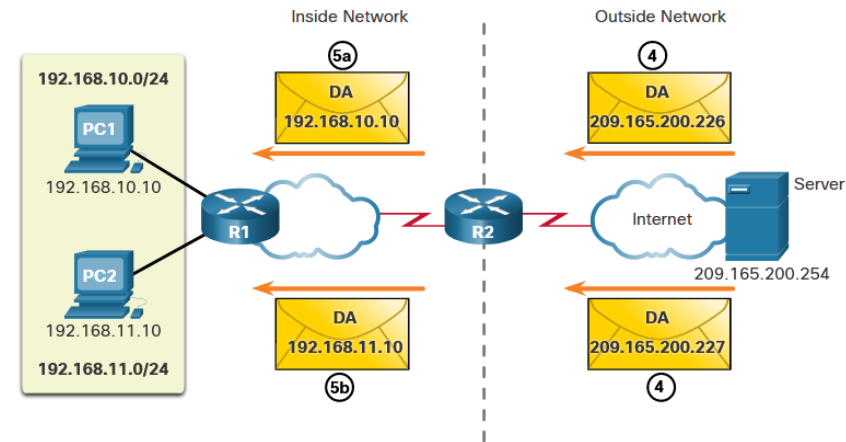 Inside Network
Outside Network
5a
4
192.168.10.0/24
DA
192.168.10.10
DA
209.165.200.226
PC1
192.168.10.10
R1
R2
Internet
Server
209.165.200.254
PC2
192.168.11.10
192.168.11.0/24
DA
192.168.11.10
DA
209.165.200.227
5b
4